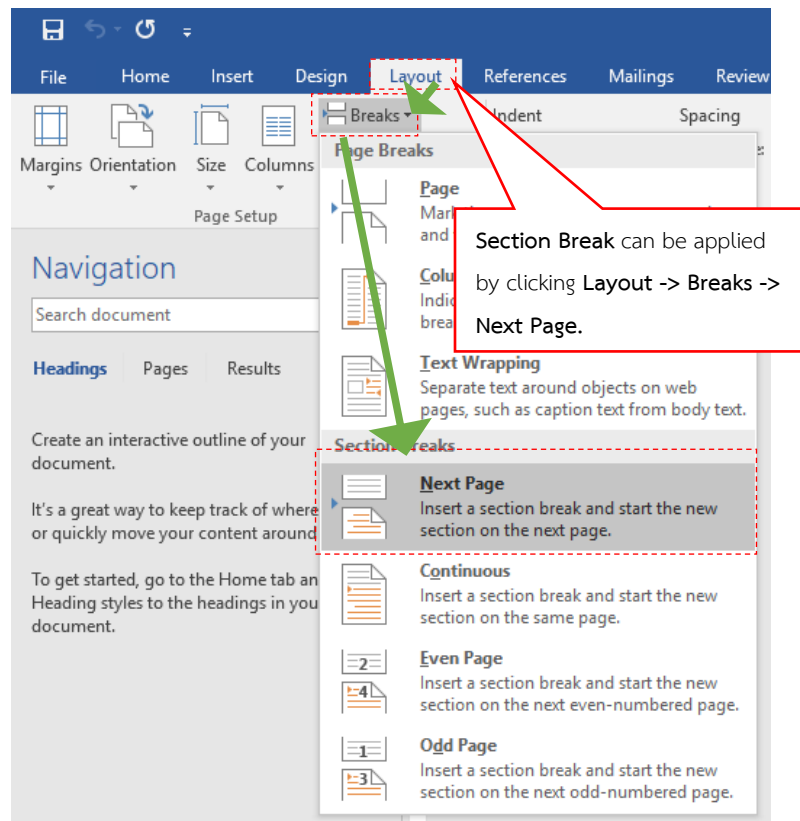 File Home Insert Design Layout References Mailings Review
Breaks Indent Spacing
Margins Orientation Size Columns
Page Setup
Page Breaks
Page
and
Section Break can be applied
by clicking Layout -> Breaks ->
Next Page.
Text Wrapping
Separate text around objects on web
pages, such as caption text from body text.
Section Breaks
Next Page
Insert a section break and start the new
section on the next page.
Continuous
Insert a section break and start the new
section on the same page.
2
4
Even Page
Insert a section break and start the new
section on the next even-numbered page.
1
3
Odd Page
Insert a section break and start the new
section on the next odd-numbered page.
Navigation
Search document
Headings Pages Results
Create an interactive outline of your
document.
It's a great way to keep track of where
or quickly move your content around
To get started, go to the Home tab
Heading styles to the headings in
document.